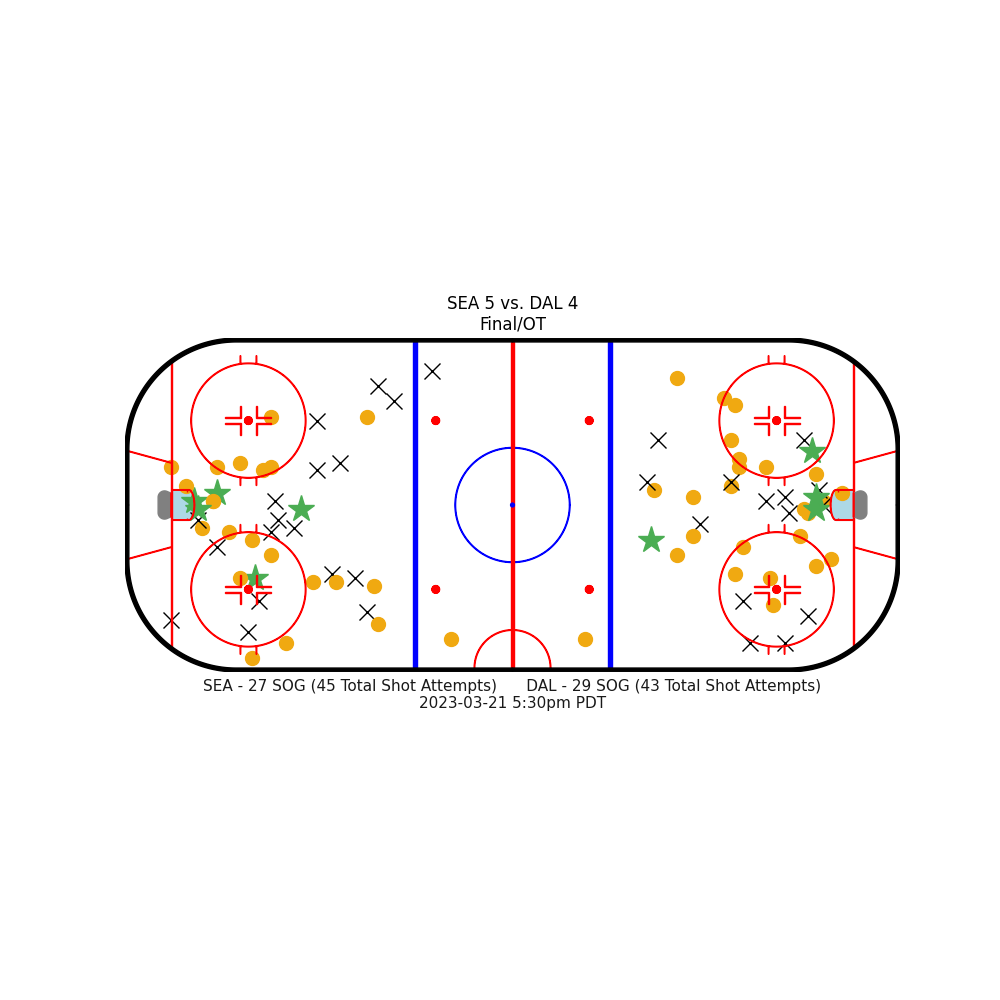 SEA 5 vs. DAL 4
Final/OT
SEA - 27 SOG (45 Total Shot Attempts) DAL - 29 SOG (43 Total Shot Attempts)
2023-03-21 5:30pm PDT